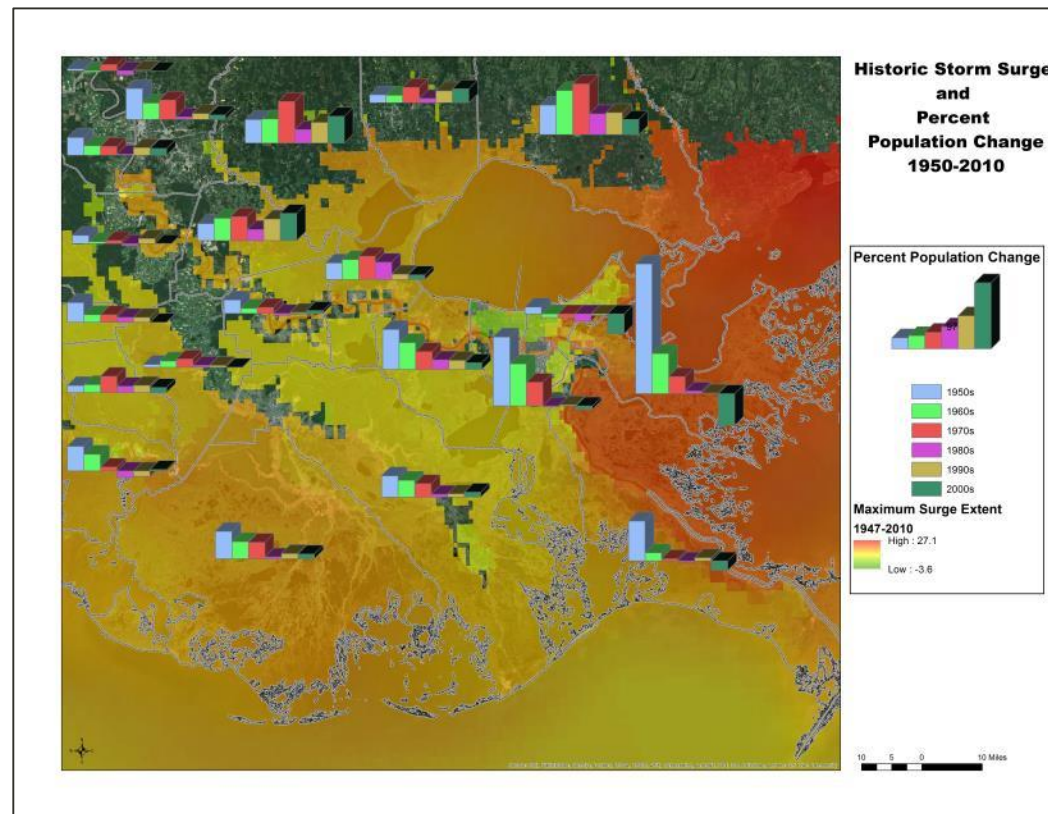 Historic Storm Surge
and
Percent
Population Change
1950-2010
Percent Population Change
1950s
1960s
1970s
1980s
1990s
2000s
Maximum Surge Extent
1947-2010
High : 27.1
Low : -3.6
10 5 0 10 Miles